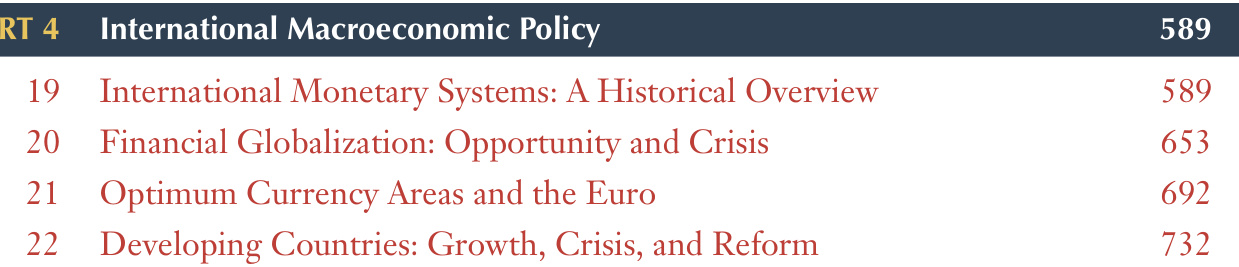 RT 4 International Macroeconomic Policy 589
19 International Monetary Systems: A Historical Overview 589
20 Financial Globalization: Opportunity and Crisis 653
21 Optimum Currency Areas and the Euro 692
22 Developing Countries: Growth, Crisis, and Reform 732